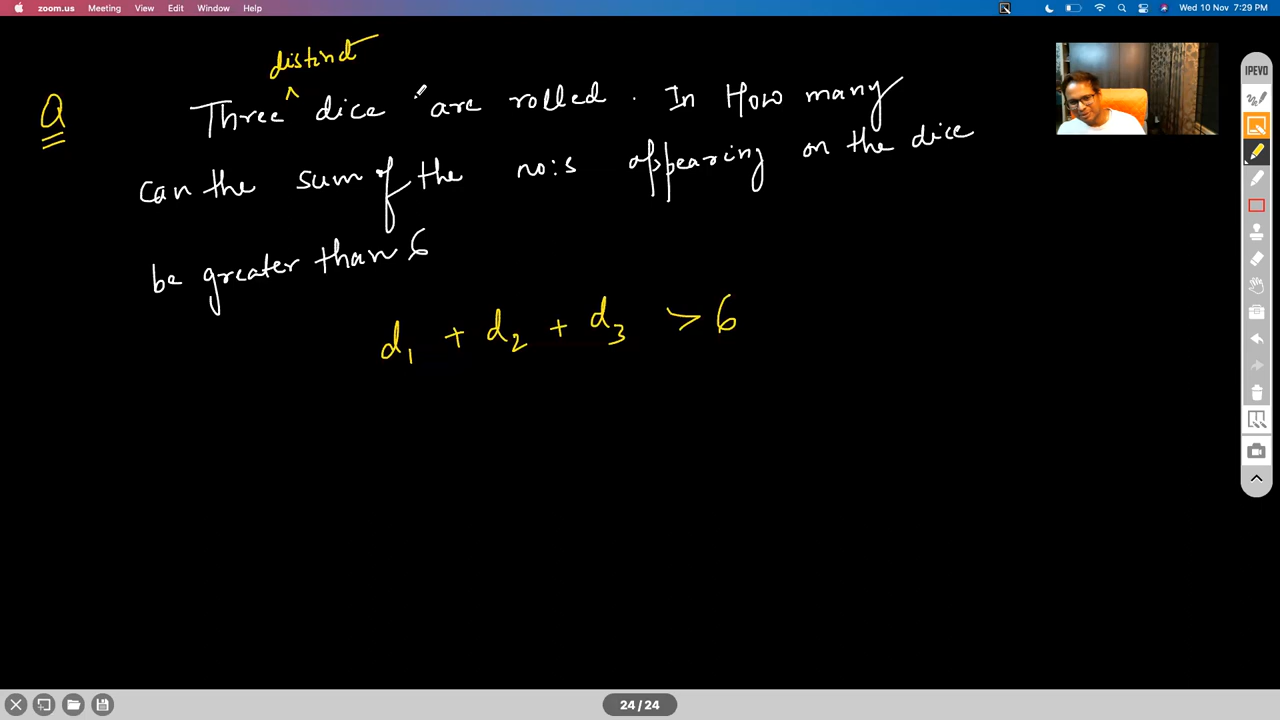 zoom.us Meeting View Edit Window Help Wed 10 Nov 7:29 PM
distinct
Q Three ^ dice are rolled. In How many
can the sum of the no:s appearing on the dice
be greater than 6
d1 + d2 + d3 > 6
IPEVO
24 / 24